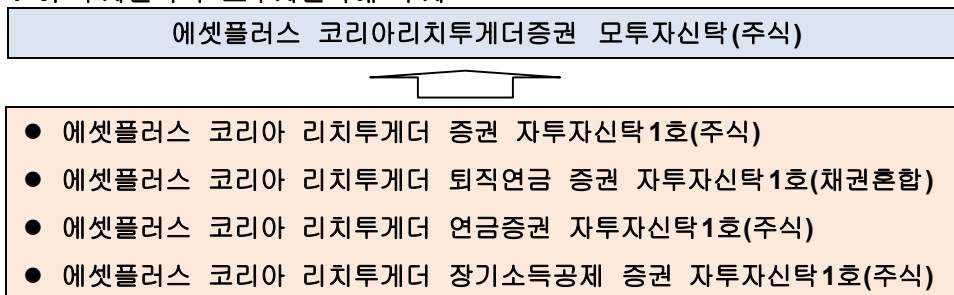 에셋플러스 코리아리치투게더증권 모투자신탁(주식)
● 에셋플러스 코리아 리치투게더 증권 자투자신탁1호(주식)
● 에셋플러스 코리아 리치투게더 퇴직연금 증권 자투자신탁1호(채권혼합)
● 에셋플러스 코리아 리치투게더 연금증권 자투자신탁1호(주식)
● 에셋플러스 코리아 리치투게더 장기소득공제 증권 자투자신탁1호(주식)